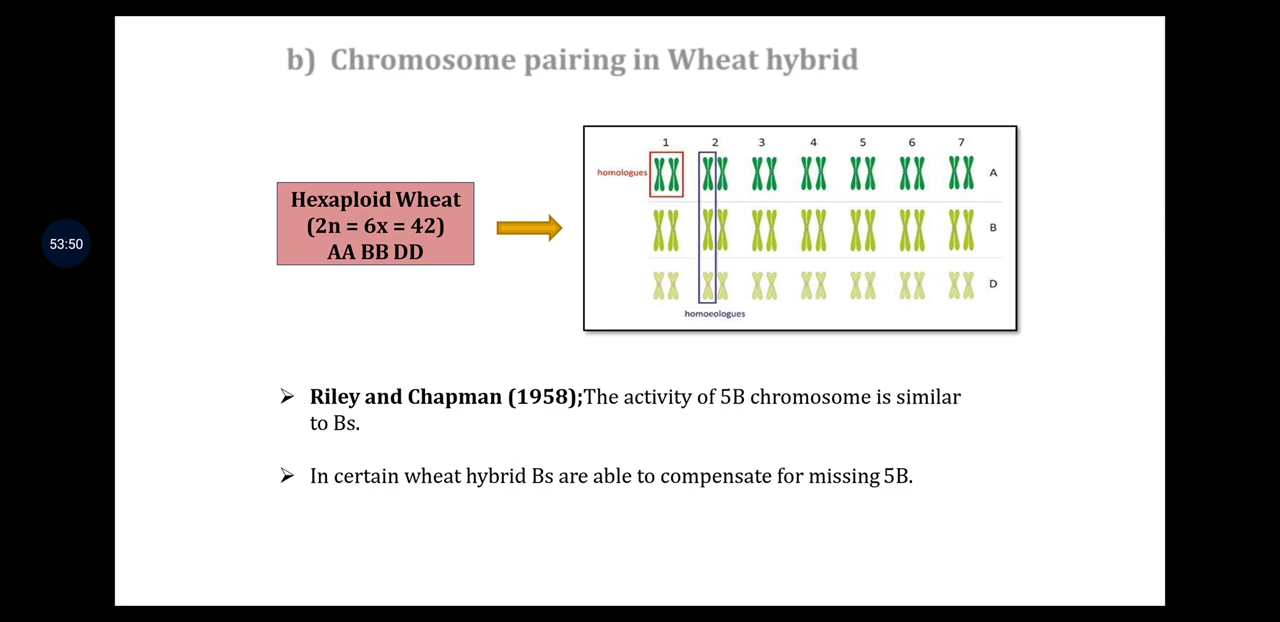 b) Chromosome pairing in Wheat hybrid
53:50
Hexaploid Wheat
(2n = 6x = 42)
AA BB DD
1 2 3 4 5 6 7
homologues
A
B
D
homoeologues
➢ Riley and Chapman (1958);The activity of 5B chromosome is similar
to Bs.
➢ In certain wheat hybrid Bs are able to compensate for missing 5B.